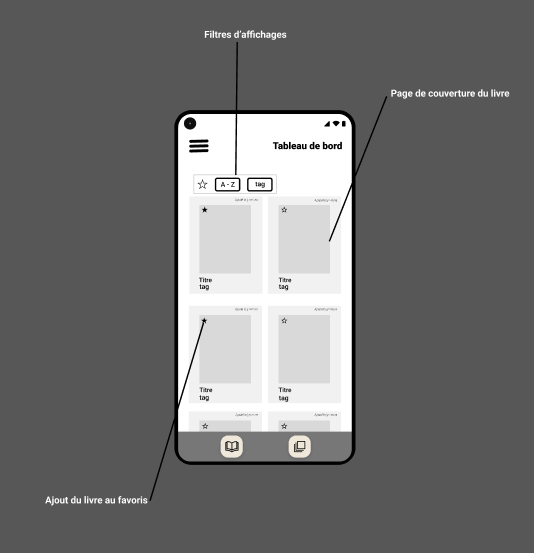 Filtres d'affichages
Page de couverture du livre
Tableau de bord
A - Z
tag
Titre
tag
Titre
tag
Titre
tag
Titre
tag
Ajout du livre au favoris